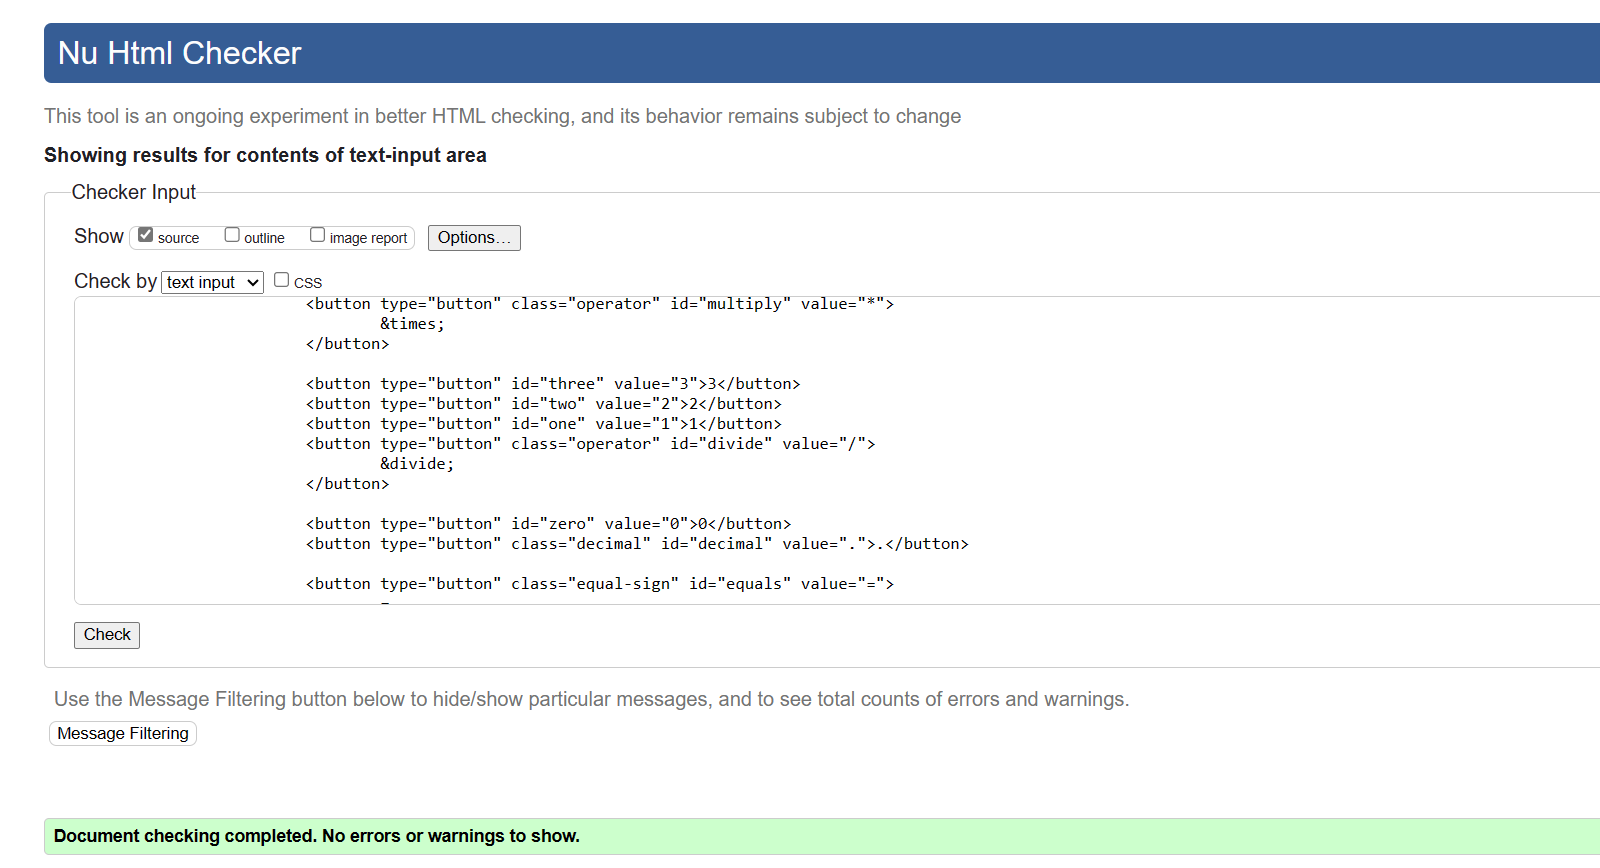 Nu Html Checker
This tool is an ongoing experiment in better HTML checking, and its behavior remains subject to change
Showing results for contents of text-input area
Checker Input
Show source outline image report Options...
Check by text input CSS
<button type="button" class="operator" id="multiply" value="*">
&times;
</button>
<button type="button" id="three" value="3">3</button>
<button type="button" id="two" value="2">2</button>
<button type="button" id="one" value="1">1</button>
<button type="button" class="operator" id="divide" value="/">
&divide;
</button>
<button type="button" id="zero" value="0">0</button>
<button type="button" class="decimal" id="decimal" value=".">.</button>
<button type="button" class="equal-sign" id="equals" value="=">
Check
Use the Message Filtering button below to hide/show particular messages, and to see total counts of errors and warnings.
Message Filtering
Document checking completed. No errors or warnings to show.